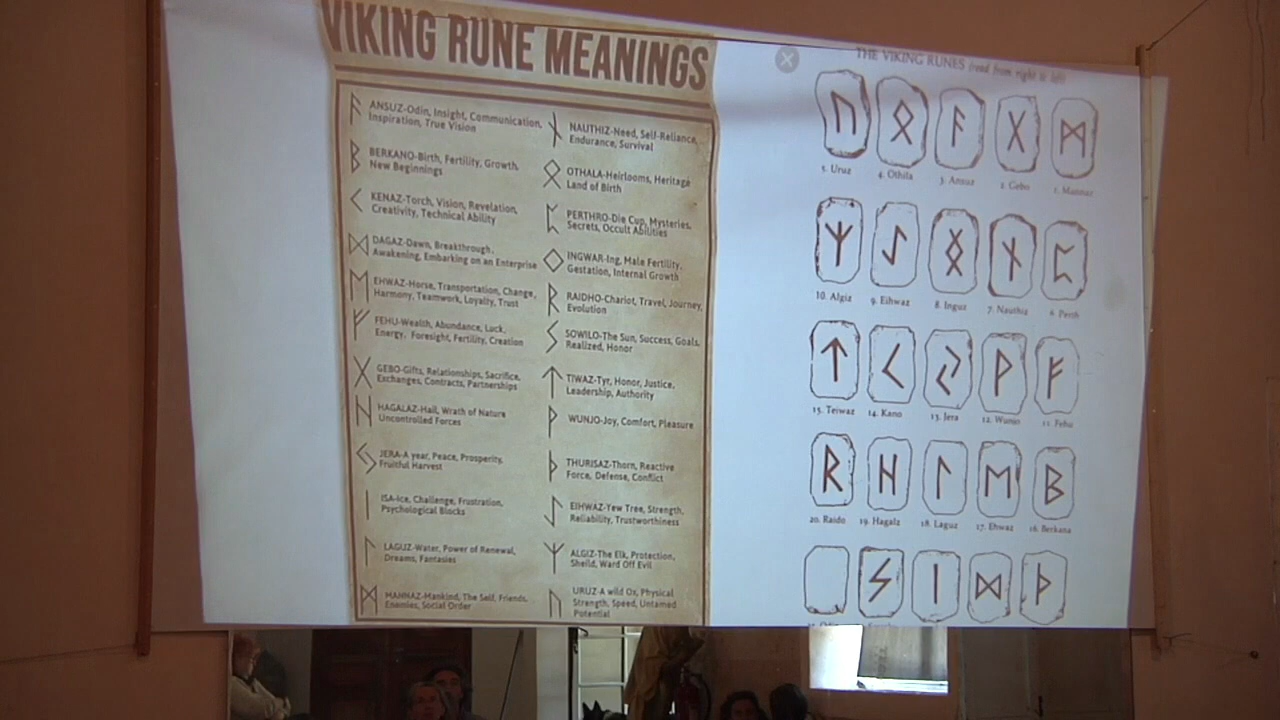 VIKING RUNE MEANINGS
ANSUZ-Odin, Insight, Communication,
Inspiration, True Vision
BERKANO-Birth, Fertility, Growth,
New Beginnings
KENAZ-Torch, Vision, Revelation,
Creativity, Technical Ability
DAGAZ-Dawn, Breakthrough,
Awakening, Embarking on an Enterprise
EHWAZ-Horse, Transportation, Change,
Harmony, Teamwork, Loyalty, Trust
FEHU-Wealth, Abundance, Luck,
Energy, Foresight, Fertility, Creation
GEBO-Gifts, Relationships, Sacrifice,
Exchanges, Contracts, Partnerships
HAGALAZ-Hail, Wrath of Nature
Uncontrolled Forces
JERA-A year, Peace, Prosperity,
Fruitful Harvest
ISA-Ice, Challenge, Frustration,
Psychological Blocks
LAGUZ-Water, Power of Renewal,
Dreams, Fantasies
MANNAZ-Mankind, The Self, Friends,
Enemies, Social Order
NAUTHIZ-Need, Self-Reliance,
Endurance, Survival
OTHALA-Heirlooms, Heritage
Land of Birth
PERTHRO-Die Cup, Mysteries,
Secrets, Occult Abilities
INGWAR-Ing, Male Fertility,
Gestation, Internal Growth
RAIDHO-Chariot, Travel, Journey,
Evolution
SOWILO-The Sun, Success, Goals,
Realized, Honor
TIWAZ-Tyr, Honor, Justice,
Leadership, Authority
WUNJO-Joy, Comfort, Pleasure
THURISAZ-Thorn, Reactive
Force, Defense, Conflict
EIHWAZ-Yew Tree, Strength,
Reliability, Trustworthiness
ALGIZ-The Elk, Protection,
Sheild, Ward Off Evil
URUZ-A wild Ox, Physical
Strength, Speed, Untamed
Potential
THE VIKING RUNES (read from right to left)
5. Uruz 4. Othila 3. Ansuz 2. Gebo 1. Mannaz
10. Algiz 9. Eihwaz 8. Inguz 7. Nauthiz 6. Perth
15. Teiwaz 14. Kano 13. Jera 12. Wunjo 11. Fehu
20. Raido 19. Hagalz 18. Laguz 17. Ehwaz 16. Berkana